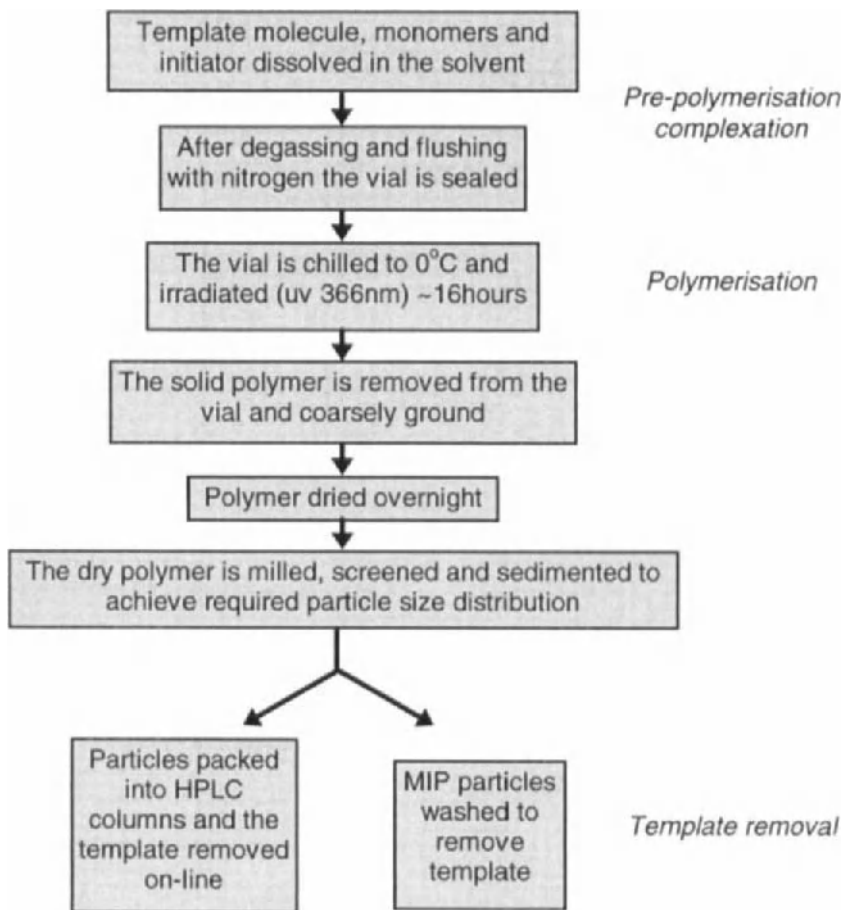 Template molecule, monomers and
initiator dissolved in the solvent
Pre-polymerisation
complexation
After degassing and flushing
with nitrogen the vial is sealed
The vial is chilled to 0°C and
irradiated (uv 366nm) ~16hours
Polymerisation
The solid polymer is removed from the
vial and coarsely ground
Polymer dried overnight
The dry polymer is milled, screened and sedimented to
achieve required particle size distribution
Particles packed
into HPLC
columns and the
template removed
on-line
MIP particles
washed to
remove
template
Template removal